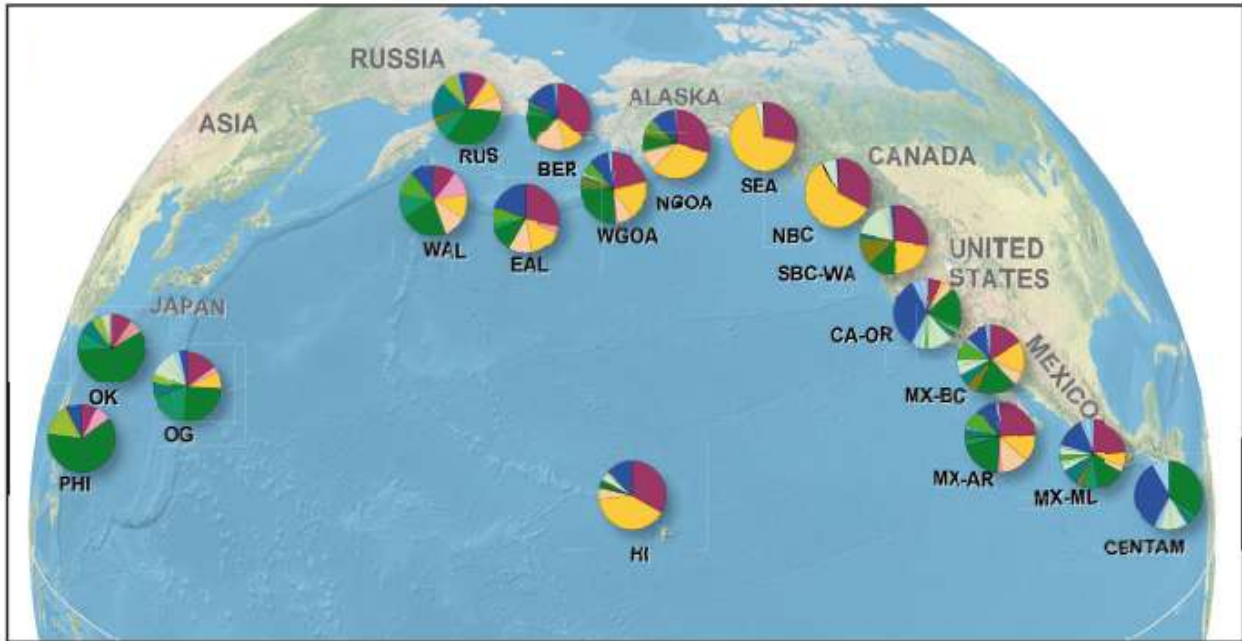 RUSSIA
ALASKA
ASIA
CANADA
UNITED
STATES
JAPAN
MEXICO
RUS
BER
NGOA
SEA
WAL
EAL
WGOA
NBC
SBC-WA
CA-OR
OK
OG
PHI
MX-BC
MX-AR
MX-ML
CENTAM
HI